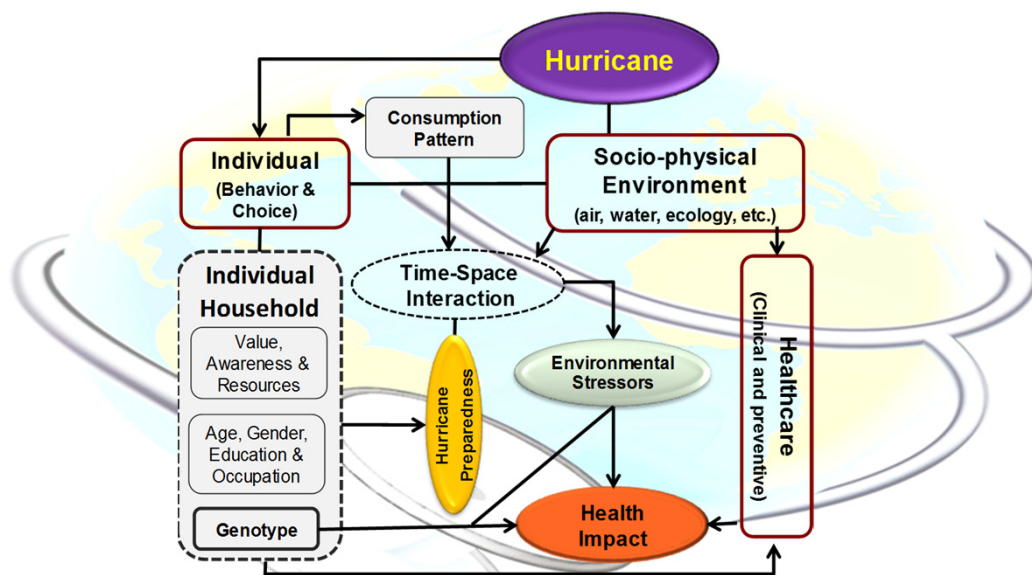 Hurricane
Consumption
Pattern
Individual
(Behavior &
Choice)
Socio-physical
Environment
(air, water, ecology, etc.)
Individual
Household
Value,
Awareness &
Resources
Age, Gender,
Education &
Occupation
Genotype
Time-Space
Interaction
Hurricane
Preparedness
Environmental
Stressors
Health
Impact
Healthcare
(Clinical and preventive)